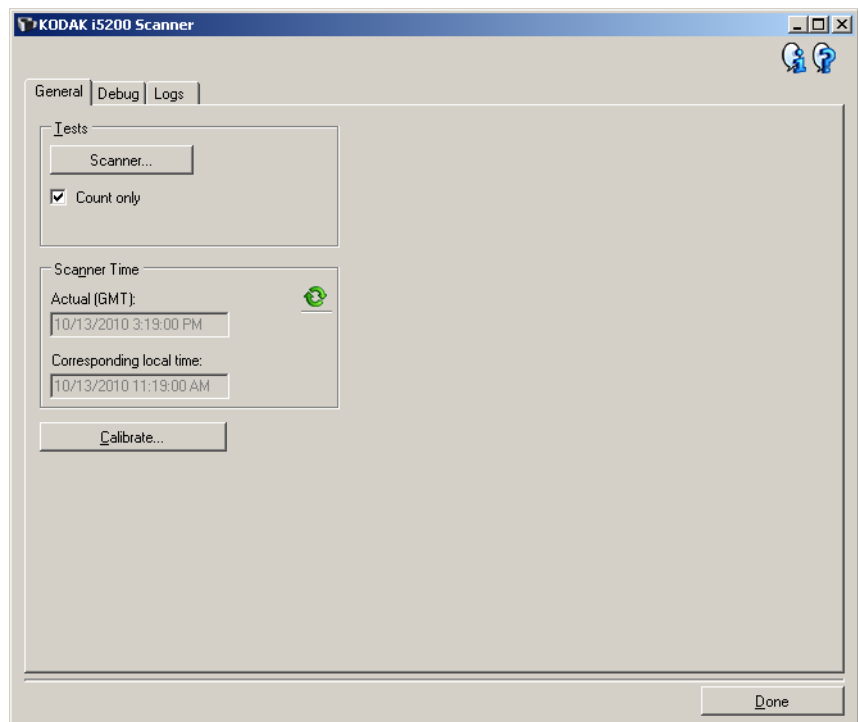 KODAK i5200 Scanner
General Debug Logs
Tests
Scanner...
Count only
Scanner Time
Actual (GMT):
10/13/2010 3:19:00 PM
Corresponding local time:
10/13/2010 11:19:00 AM
Calibrate...
Done